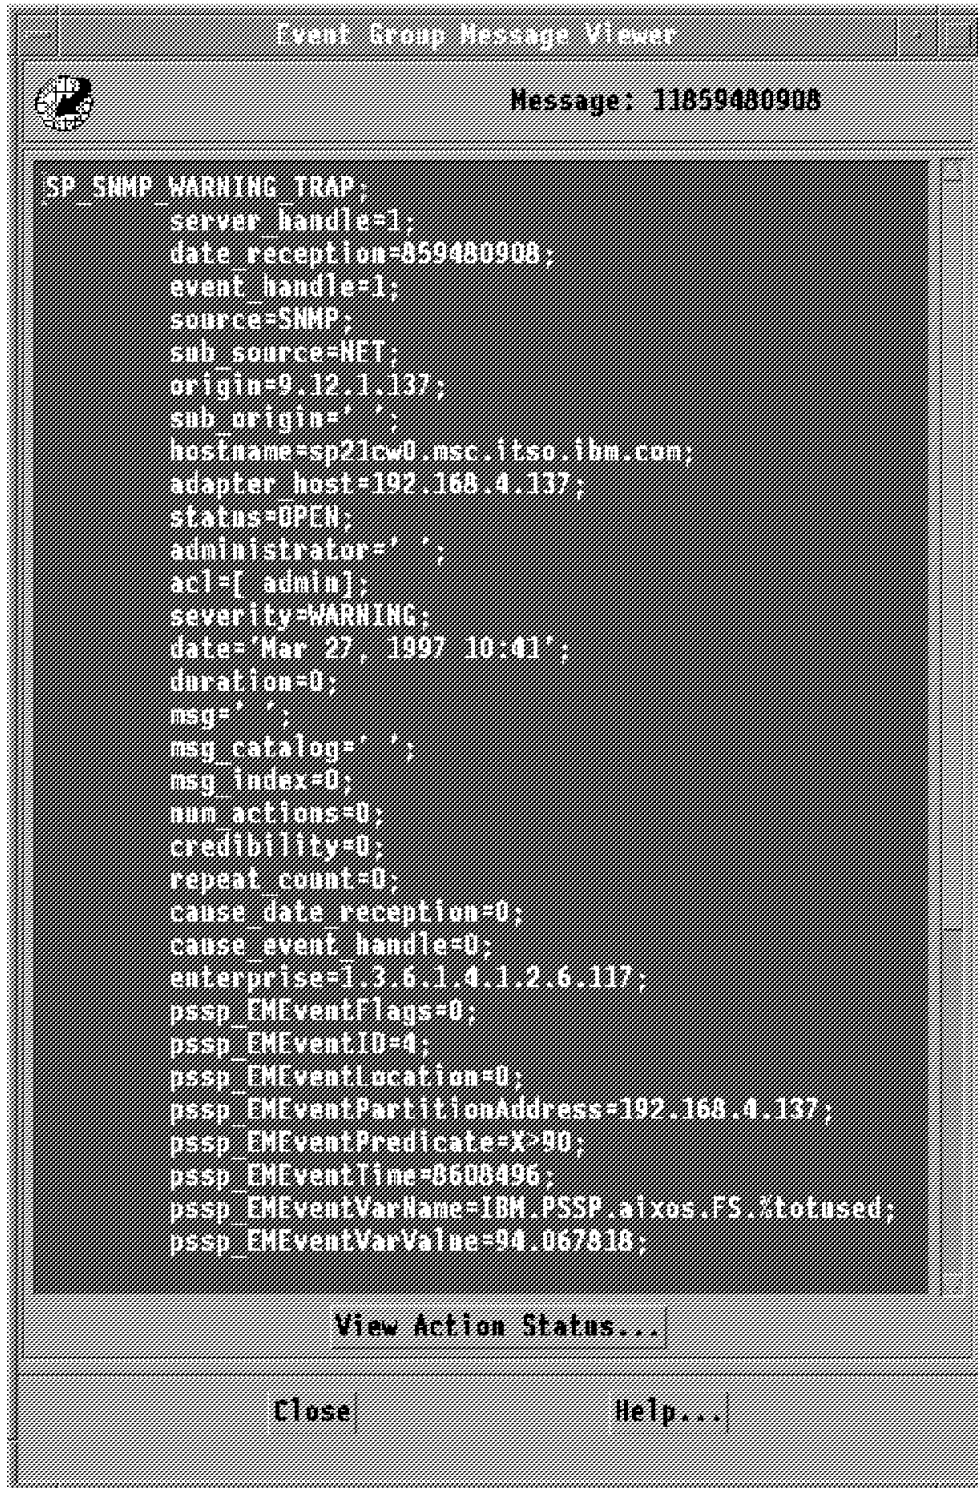 Event Group Message Viewer
Message: 11859480908
SP_SNMP_WARNING_TRAP;
server_handle=1;
date_reception=859480908;
event_handle=1;
source=SNMP;
sub_source=NET;
origin=9.12.1.137;
sub_origin=' ';
hostname=sp21cw0.msc.itso.ibm.com;
adapter_host=192.168.4.137;
status=OPEN;
administrator=' ';
acl=[ admin];
severity=WARNING;
date='Mar 27, 1997 10:41';
duration=0;
msg=' ';
msg_catalog=' ';
msg_index=0;
num_actions=0;
credibility=0;
repeat_count=0;
cause_date_reception=0;
cause_event_handle=0;
enterprise=1.3.6.1.4.1.2.6.117;
pssp_EMEventFlags=0;
pssp_EMEventID=4;
pssp_EMEventLocation=0;
pssp_EMEventPartitionAddress=192.168.4.137;
pssp_EMEventPredicate=X>90;
pssp_EMEventTime=8608496;
pssp_EMEventVarName=IBM.PSSP.aixos.FS.%totused;
pssp_EMEventVarValue=94.067818;
View Action Status...
Close Help...